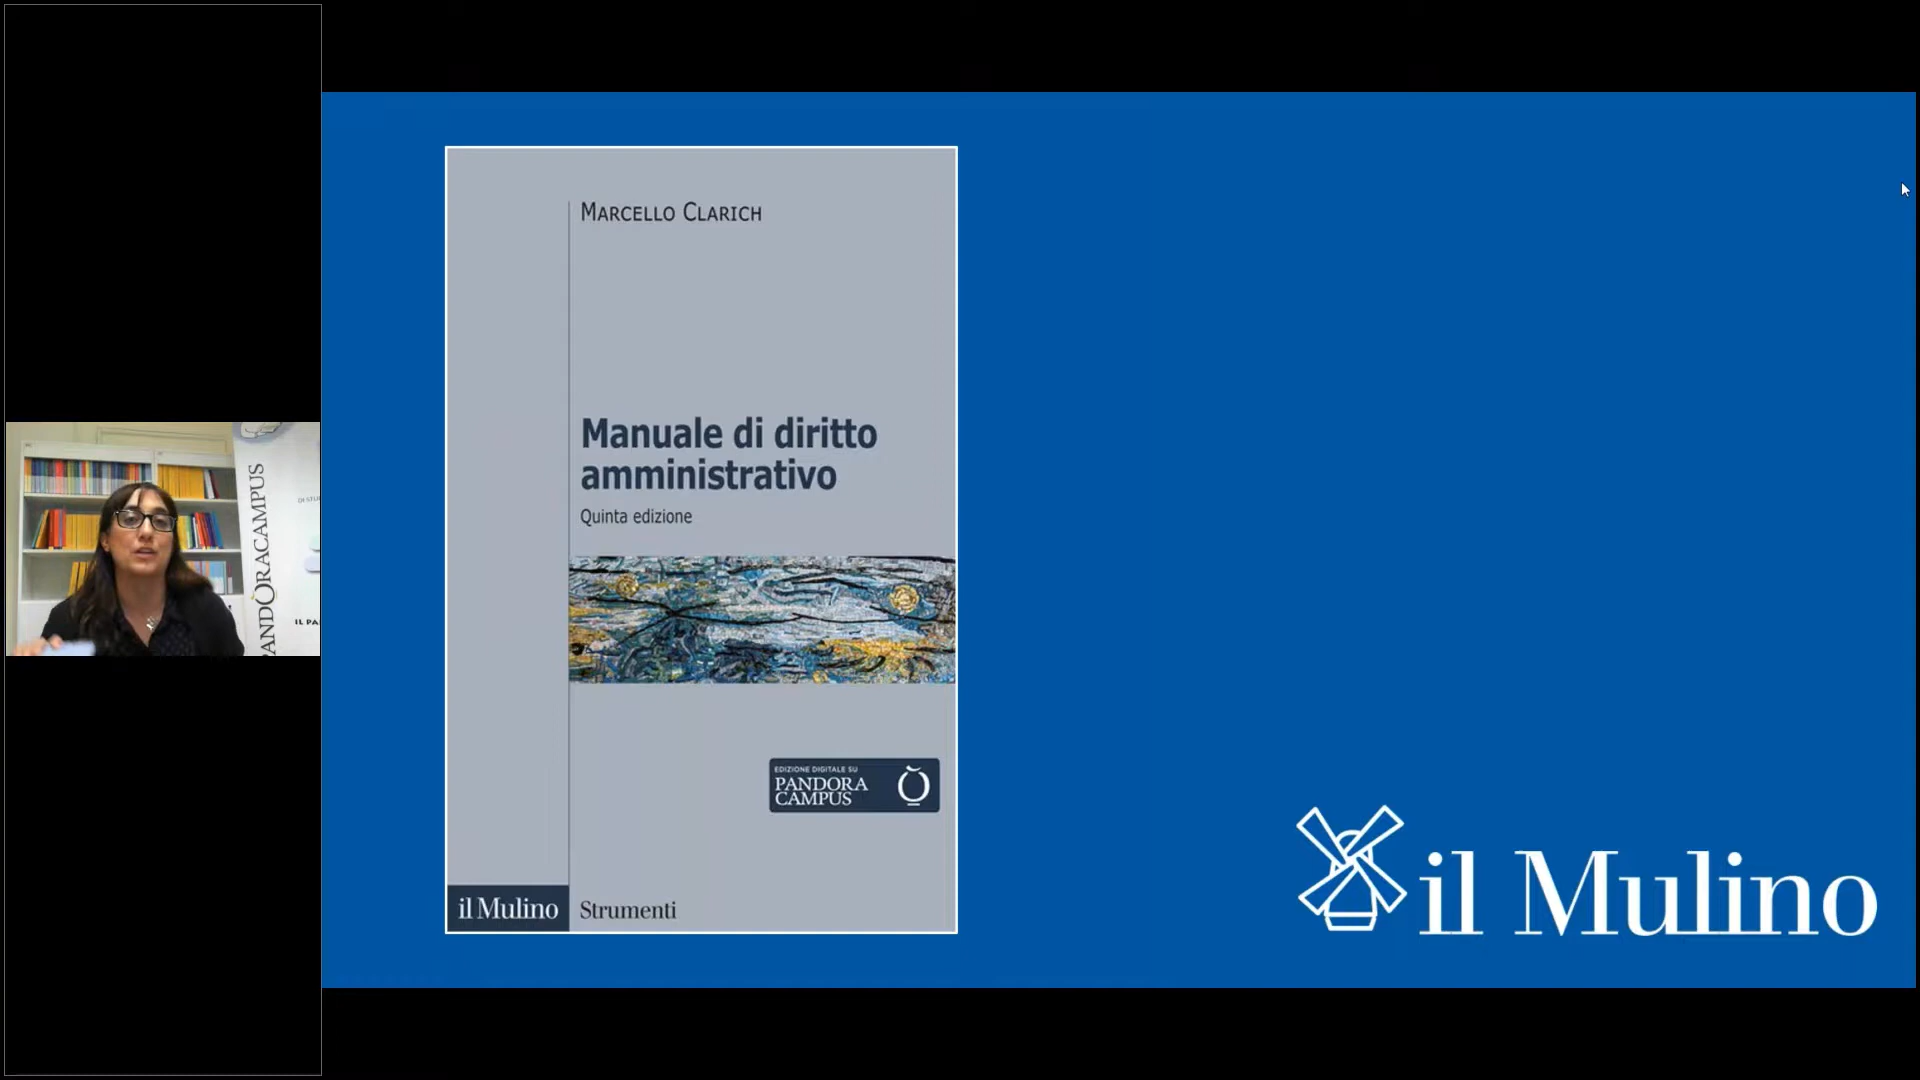 PANDORACAMPUS
MARCELLO CLARICH
Manuale di diritto
amministrativo
Quinta edizione
EDIZIONE DIGITALE SU
PANDORA
CAMPUS
il Mulino
Strumenti
il Mulino